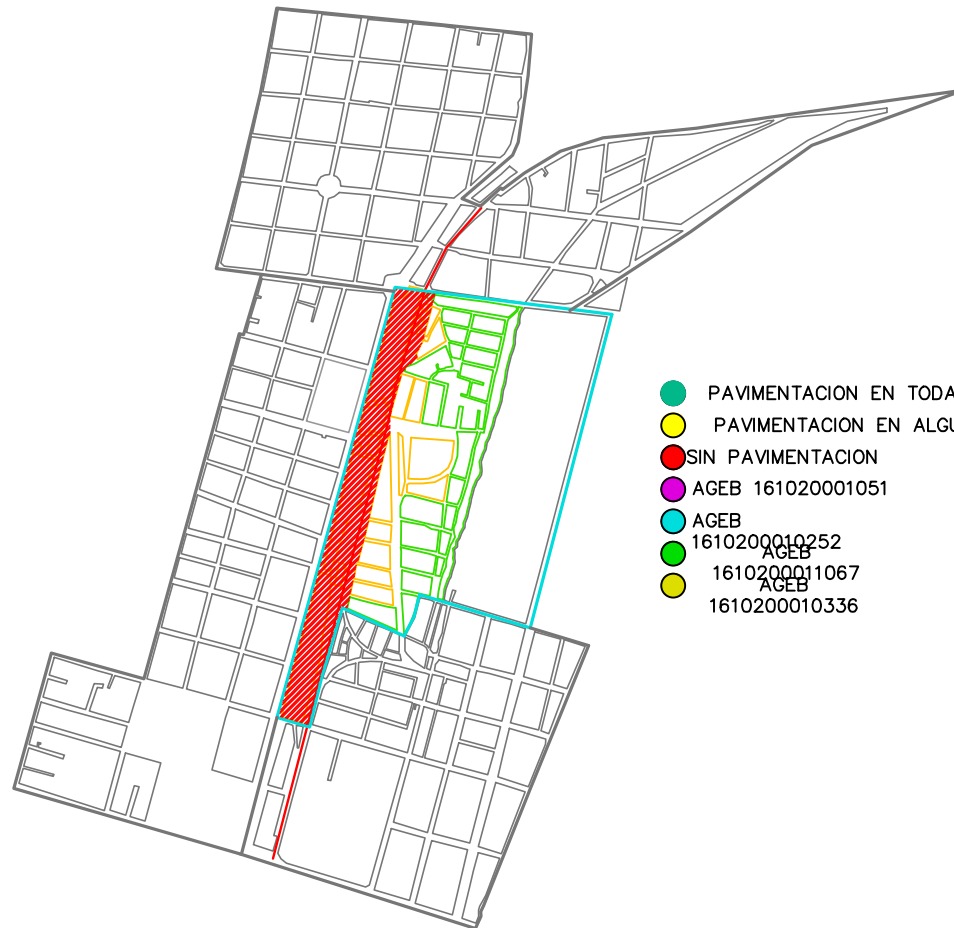 PAVIMENTACION EN TODA
PAVIMENTACION EN ALGU
SIN PAVIMENTACION
AGEB 161020001051
AGEB
1610200010252
AGEB
1610200011067
AGEB
1610200010336